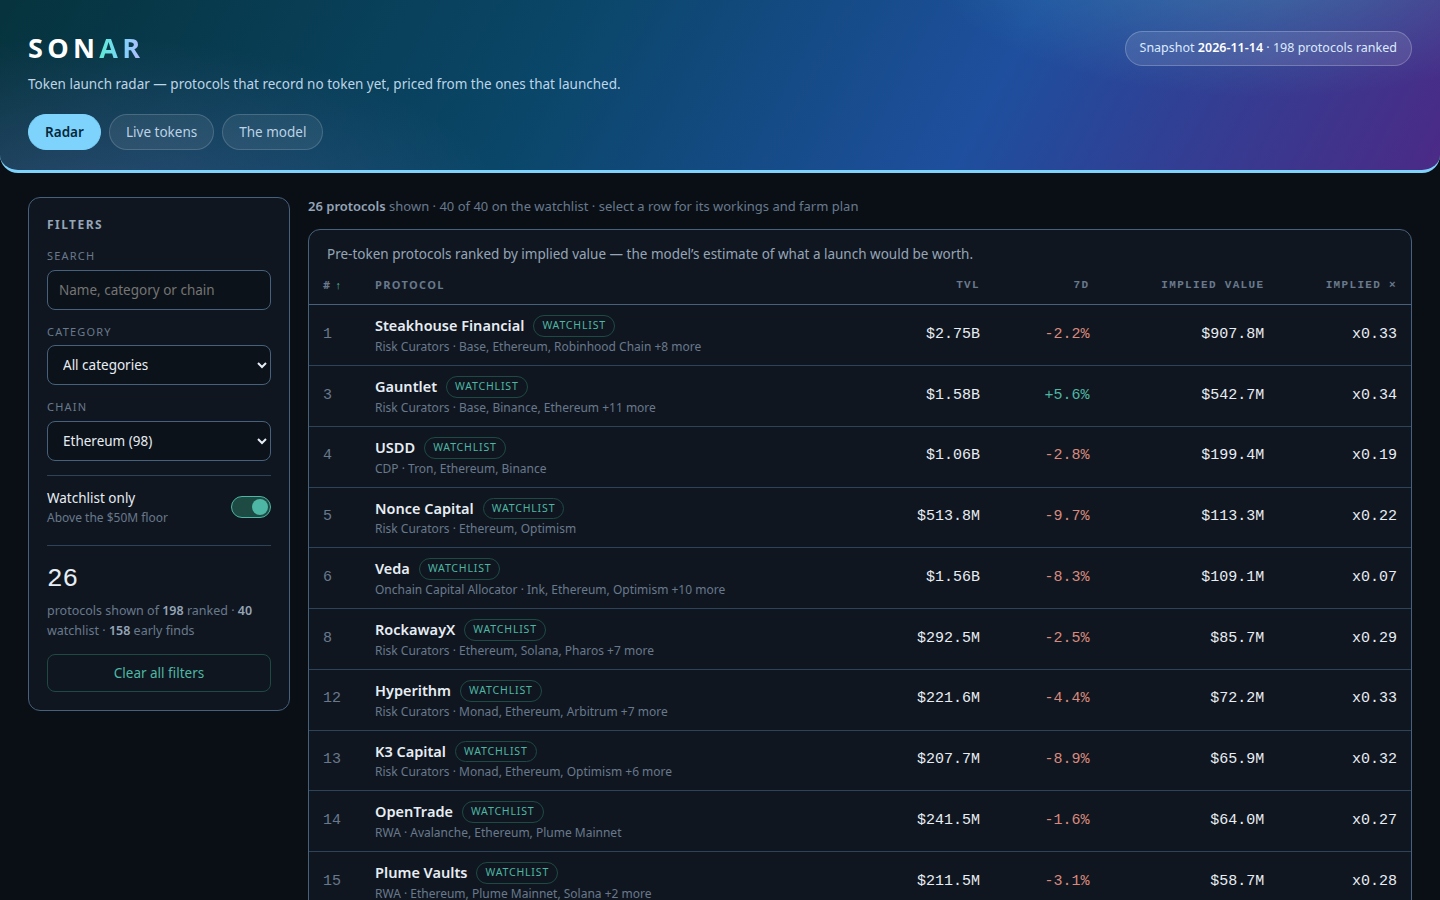 SONAR
Token launch radar — protocols that record no token yet, priced from the ones that launched.
Snapshot 2026-11-14 · 198 protocols ranked
Radar
Live tokens
The model
FILTERS
SEARCH
Name, category or chain
CATEGORY
All categories
CHAIN
Ethereum (98)
Watchlist only
Above the $50M floor
26
protocols shown of 198 ranked · 40
watchlist · 158 early finds
Clear all filters
26 protocols shown · 40 of 40 on the watchlist · select a row for its workings and farm plan
Pre-token protocols ranked by implied value — the model's estimate of what a launch would be worth.
# ↑ PROTOCOL TVL 7D IMPLIED VALUE IMPLIED ×
1 Steakhouse Financial WATCHLIST $2.75B -2.2% $907.8M x0.33
Risk Curators · Base, Ethereum, Robinhood Chain +8 more
3 Gauntlet WATCHLIST $1.58B +5.6% $542.7M x0.34
Risk Curators · Base, Binance, Ethereum +11 more
4 USDD WATCHLIST $1.06B -2.8% $199.4M x0.19
CDP · Tron, Ethereum, Binance
5 Nonce Capital WATCHLIST $513.8M -9.7% $113.3M x0.22
Risk Curators · Ethereum, Optimism
6 Veda WATCHLIST $1.56B -8.3% $109.1M x0.07
Onchain Capital Allocator · Ink, Ethereum, Optimism +10 more
8 RockawayX WATCHLIST $292.5M -2.5% $85.7M x0.29
Risk Curators · Ethereum, Solana, Pharos +7 more
12 Hyperithm WATCHLIST $221.6M -4.4% $72.2M x0.33
Risk Curators · Monad, Ethereum, Arbitrum +7 more
13 K3 Capital WATCHLIST $207.7M -8.9% $65.9M x0.32
Risk Curators · Monad, Ethereum, Optimism +6 more
14 OpenTrade WATCHLIST $241.5M -1.6% $64.0M x0.27
RWA · Avalanche, Ethereum, Plume Mainnet
15 Plume Vaults WATCHLIST $211.5M -3.1% $58.7M x0.28
RWA · Ethereum, Plume Mainnet, Solana +2 more